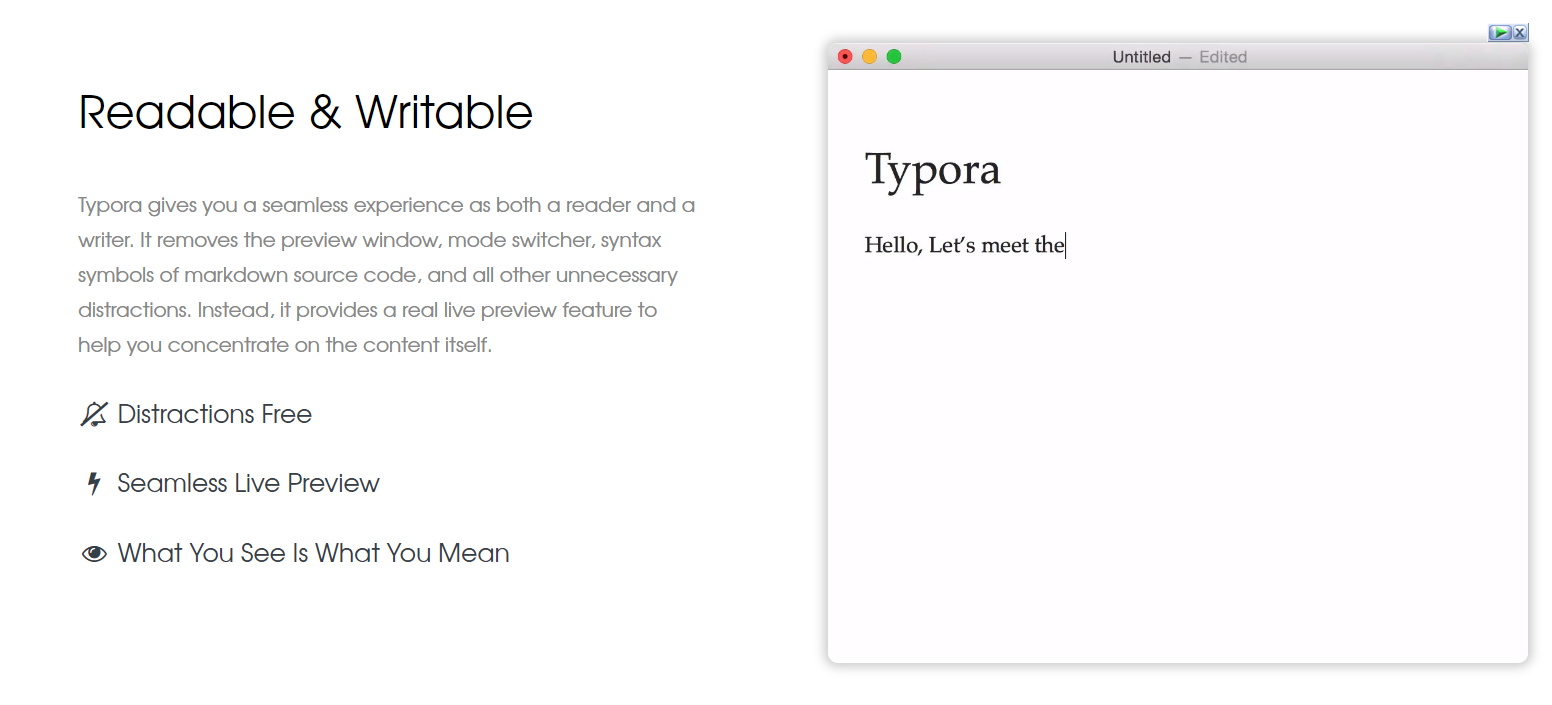 Readable & Writable
Typora gives you a seamless experience as both a reader and a
writer. It removes the preview window, mode switcher, syntax
symbols of markdown source code, and all other unnecessary
distractions. Instead, it provides a real live preview feature to
help you concentrate on the content itself.
Distractions Free
Seamless Live Preview
What You See Is What You Mean
Untitled — Edited
Typora
Hello, Let’s meet the